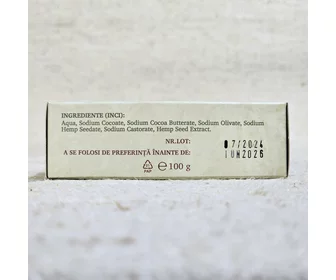 INGREDIENTE (INCI):
Aqua, Sodium Cocoate, Sodium Cocoa Butterate, Sodium Olivate, Sodium
Hemp Seedate, Sodium Castorate, Hemp Seed Extract.
NR.LOT: 07/2024
A SE FOLOSI DE PREFERINȚĂ ÎNAINTE DE: IUN2026
PAP ℮ 100 g